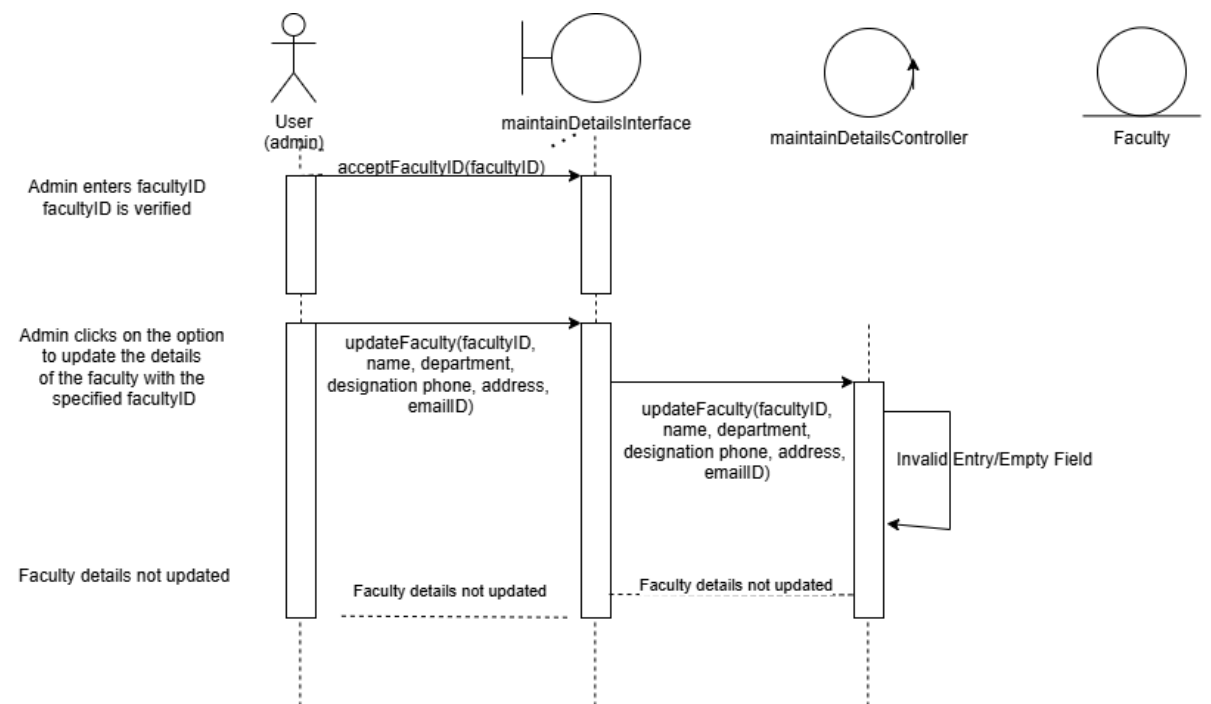 User
(admin)
maintainDetailsInterface
maintainDetailsController
Faculty
acceptFacultyID(facultyID)
Admin enters facultyID
facultyID is verified
Admin clicks on the option
to update the details
of the faculty with the
specified facultyID
updateFaculty(facultyID,
name, department,
designation phone, address,
emailID)
updateFaculty(facultyID,
name, department,
designation phone, address,
emailID)
Invalid Entry/Empty Field
Faculty details not updated
Faculty details not updated
Faculty details not updated